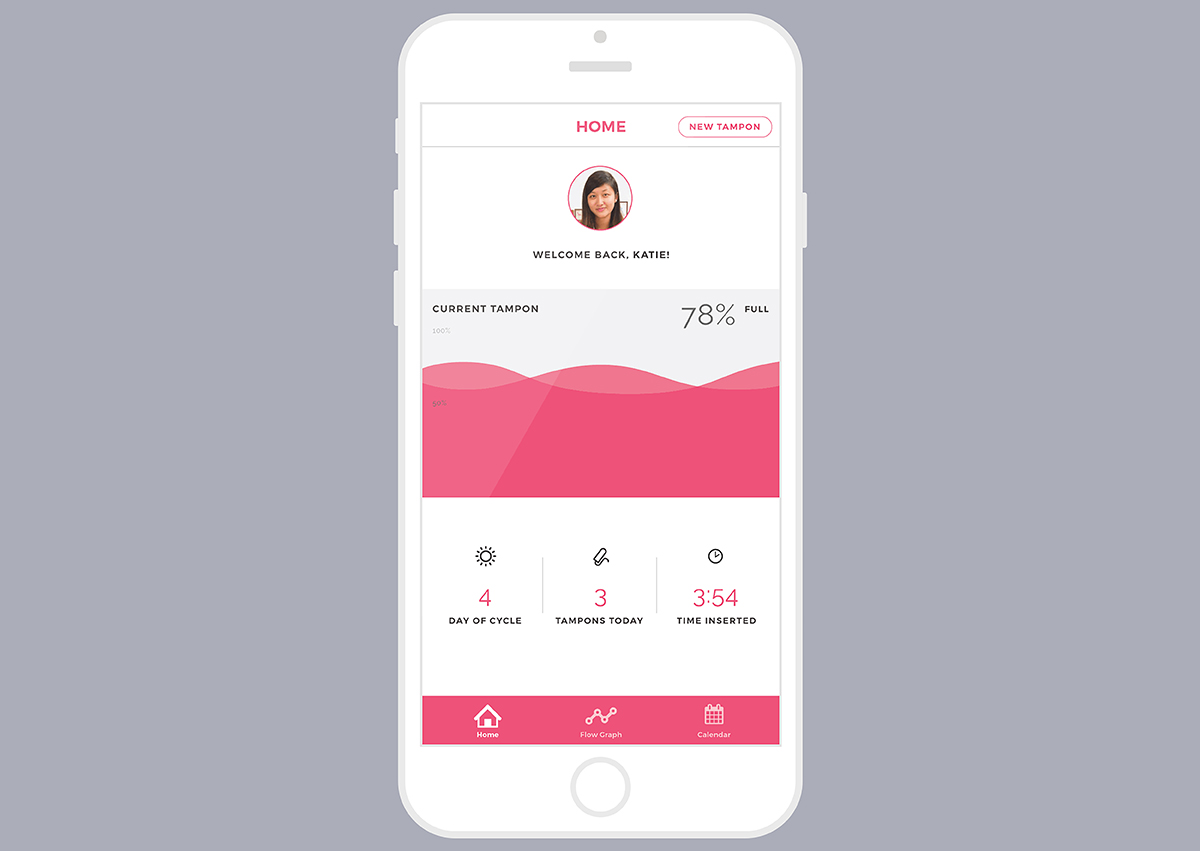 HOME
NEW TAMPON
WELCOME BACK, KATIE!
CURRENT TAMPON
78% FULL
100%
50%
4
DAY OF CYCLE
3
TAMPONS TODAY
3:54
TIME INSERTED
Home
Flow Graph
Calendar